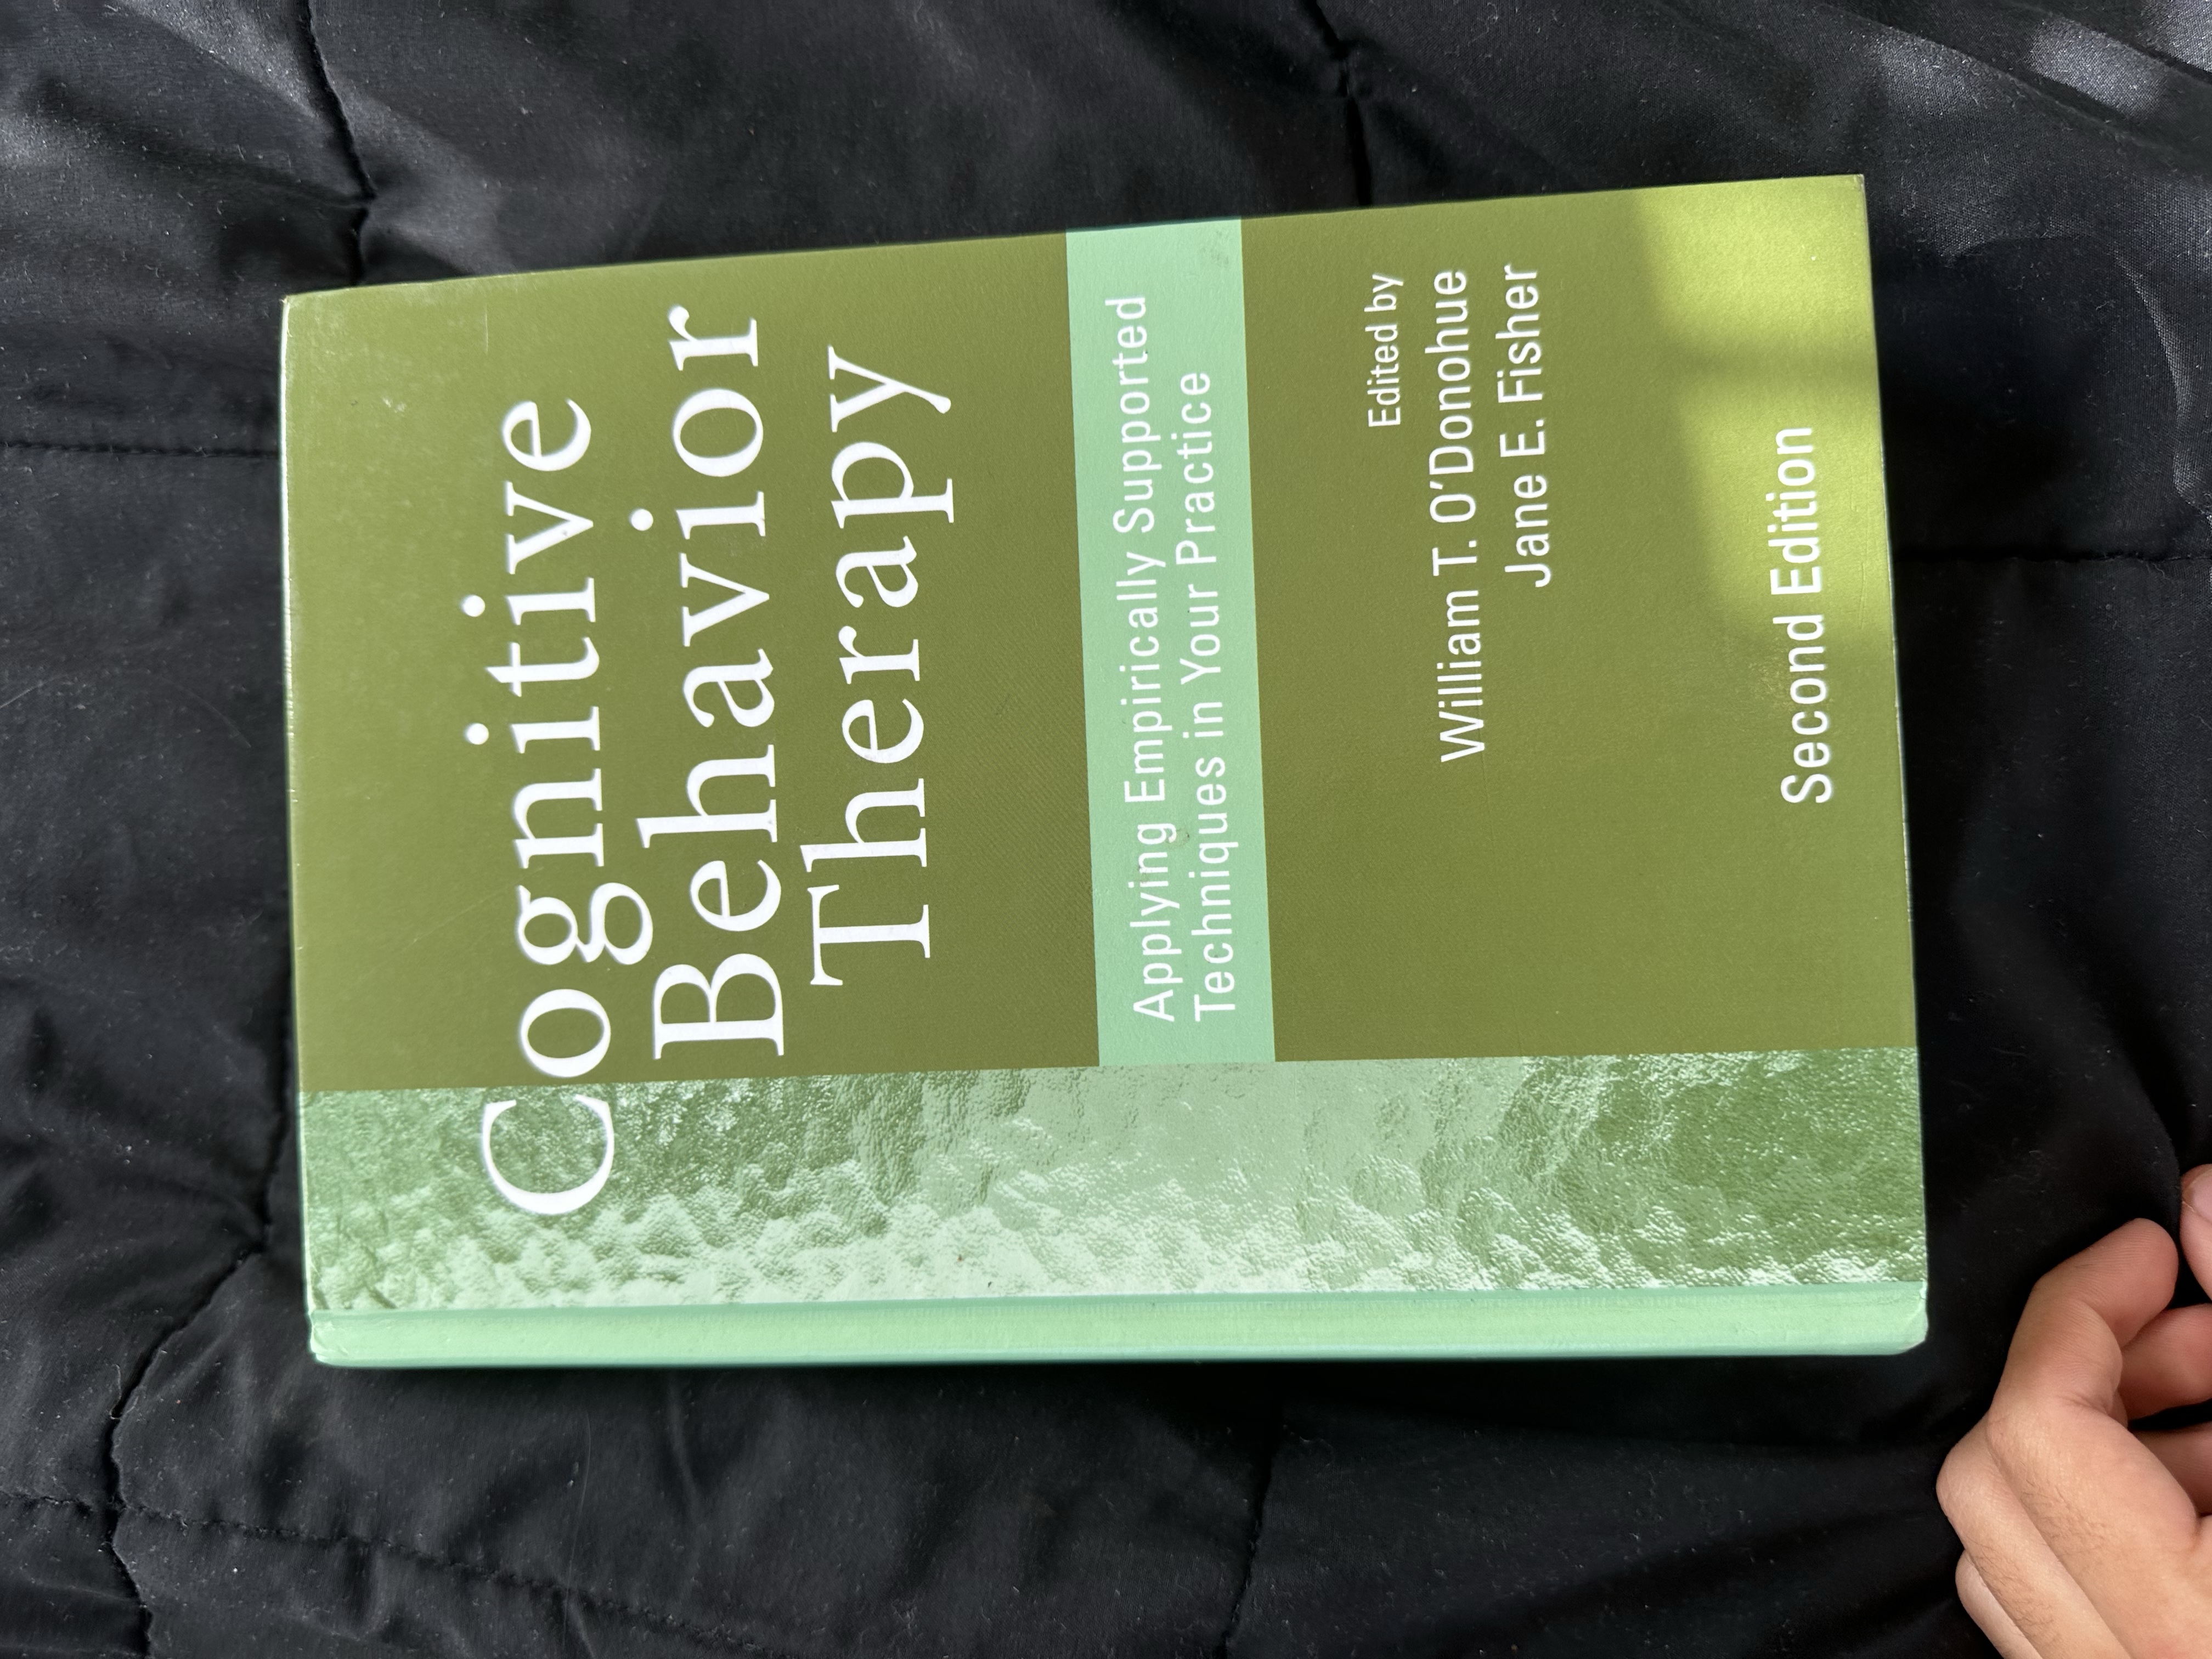 Cognitive
Behavior
Therapy
Applying Empirically Supported
Techniques in Your Practice
Edited by
William T. O'Donohue
Jane E. Fisher
Second Edition